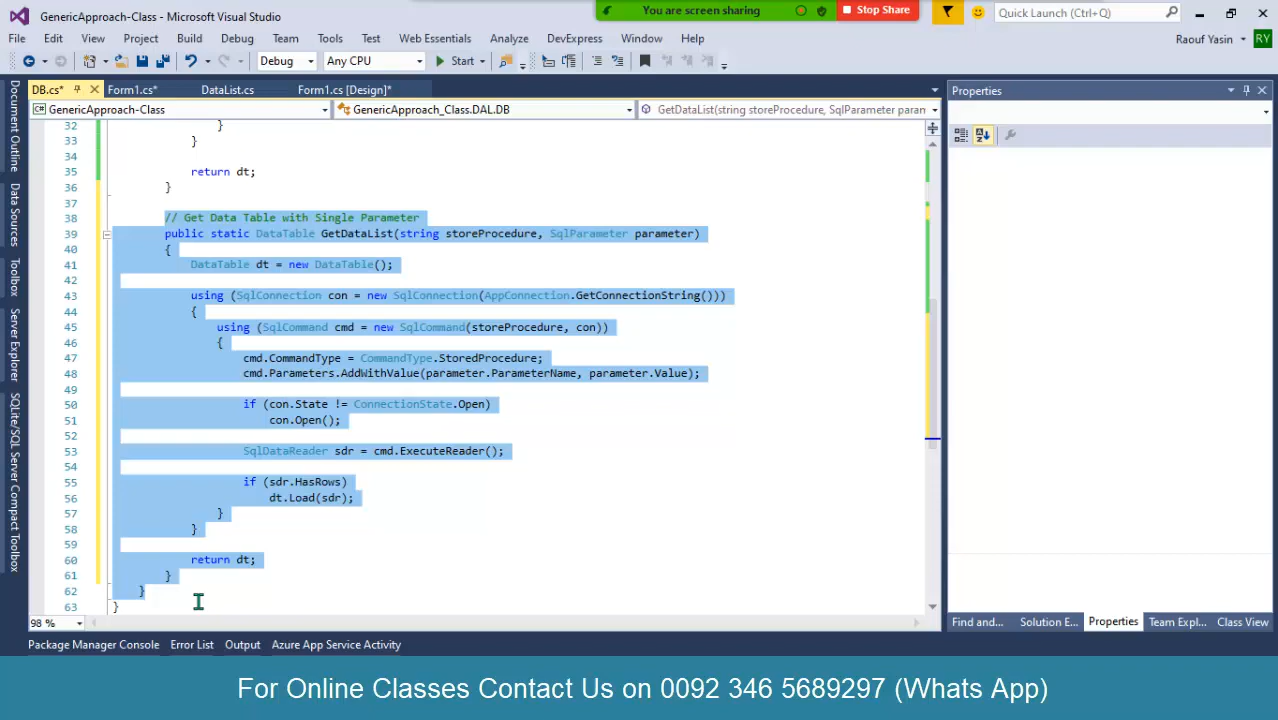 GenericApproach-Class - Microsoft Visual Studio
You are screen sharing
Stop Share
Quick Launch (Ctrl+Q)
File Edit View Project Build Debug Team Tools Test Web Essentials Analyze DevExpress Window Help
Raouf Yasin RY
Debug Any CPU Start
DB.cs* Form1.cs* DataList.cs Form1.cs [Design]*
GenericApproach-Class GenericApproach_Class.DAL.DB GetDataList(string storeProcedure, SqlParameter param
Properties
Document Outline
Data Sources
Toolbox
Server Explorer
SQLite/SQL Server Compact Toolbox
32 }
33 }
34
35 return dt;
36 }
37
38 // Get Data Table with Single Parameter
39 public static DataTable GetDataList(string storeProcedure, SqlParameter parameter)
40 {
41 DataTable dt = new DataTable();
42
43 using (SqlConnection con = new SqlConnection(AppConnection.GetConnectionString()))
44 {
45 using (SqlCommand cmd = new SqlCommand(storeProcedure, con))
46 {
47 cmd.CommandType = CommandType.StoredProcedure;
48 cmd.Parameters.AddWithValue(parameter.ParameterName, parameter.Value);
49
50 if (con.State != ConnectionState.Open)
51 con.Open();
52
53 SqlDataReader sdr = cmd.ExecuteReader();
54
55 if (sdr.HasRows)
56 dt.Load(sdr);
57 }
58 }
59
60 return dt;
61 }
62 }
63 }
98 %
Find and... Solution E... Properties Team Expl... Class View
Package Manager Console Error List Output Azure App Service Activity
For Online Classes Contact Us on 0092 346 5689297 (Whats App)